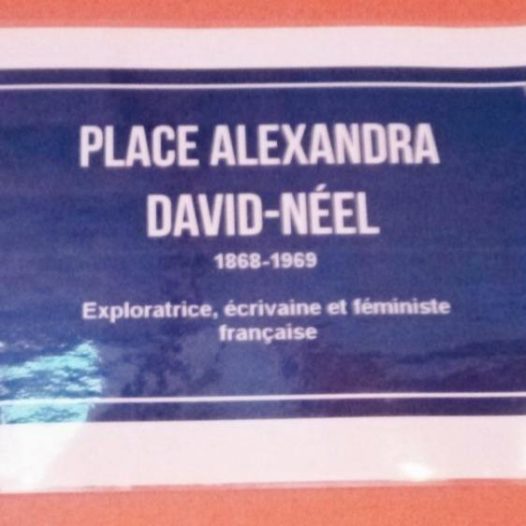 PLACE ALEXANDRA
DAVID-NÉEL
1868-1969
Exploratrice, écrivaine et féministe
française